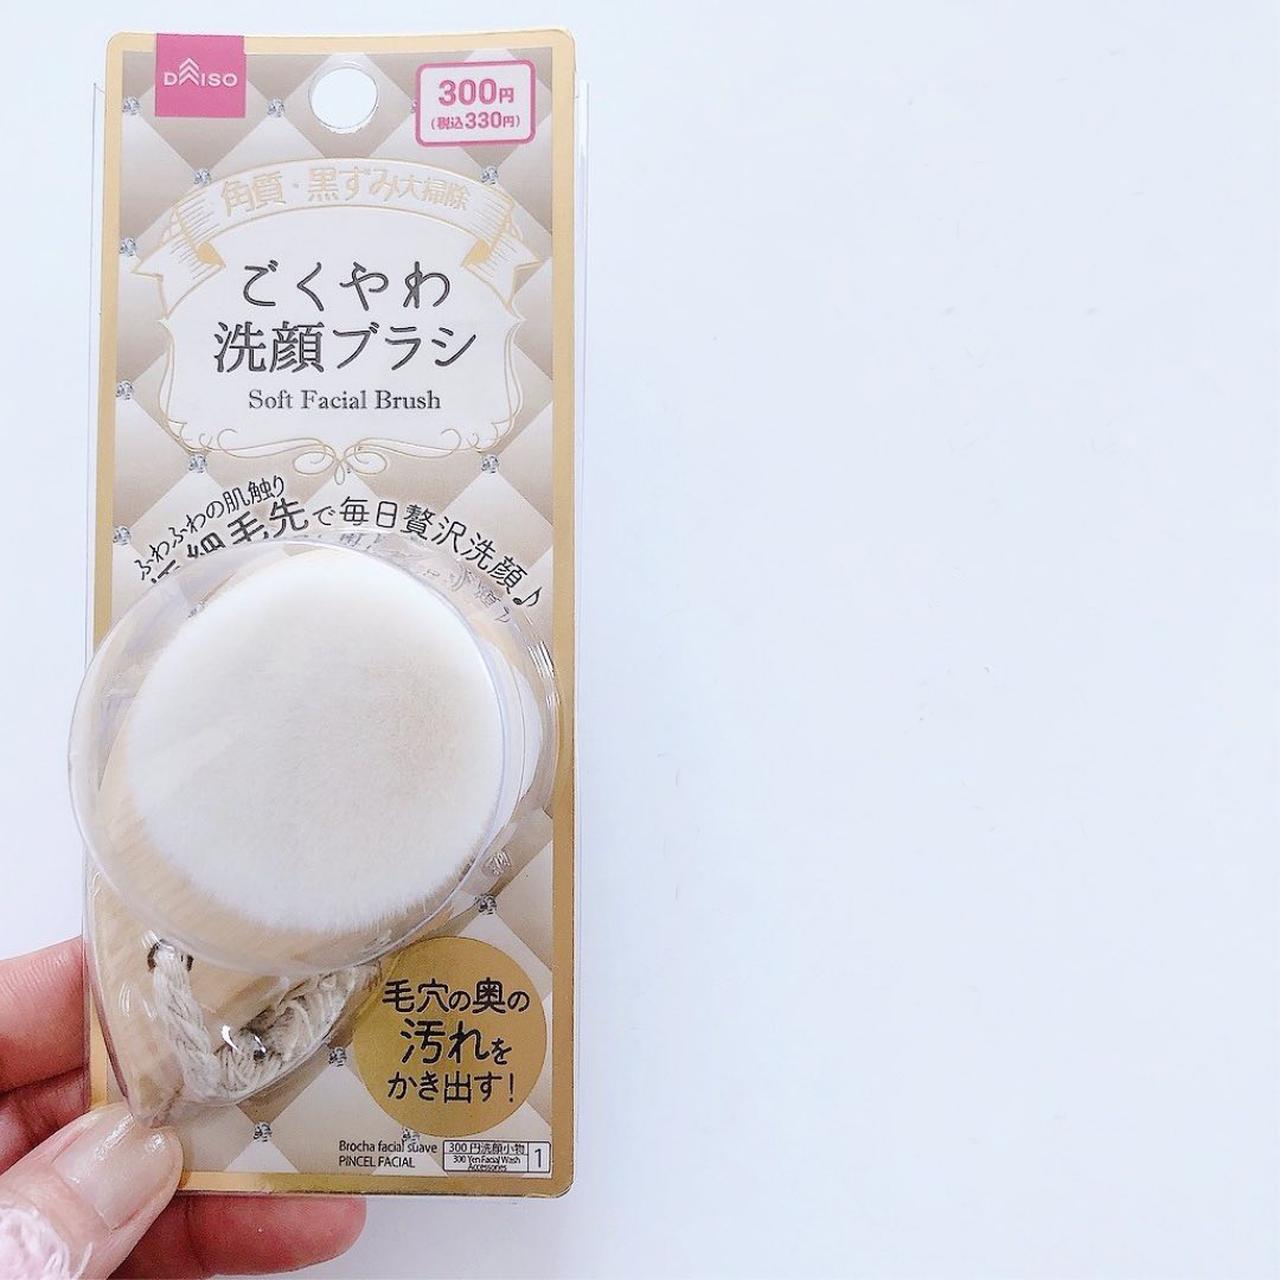 DAISO
300円
(税込330円)
角質・黒ずみ大掃除
ごくやわ
洗顔ブラシ
Soft Facial Brush
ふわふわの肌触り
細毛先で毎日贅沢洗顔♪
毛穴の奥の
汚れを
かき出す!
Brocha facial suave
PINCEL FACIAL
300円洗顔小物
300 Yen Facial Wash
Accessories
1